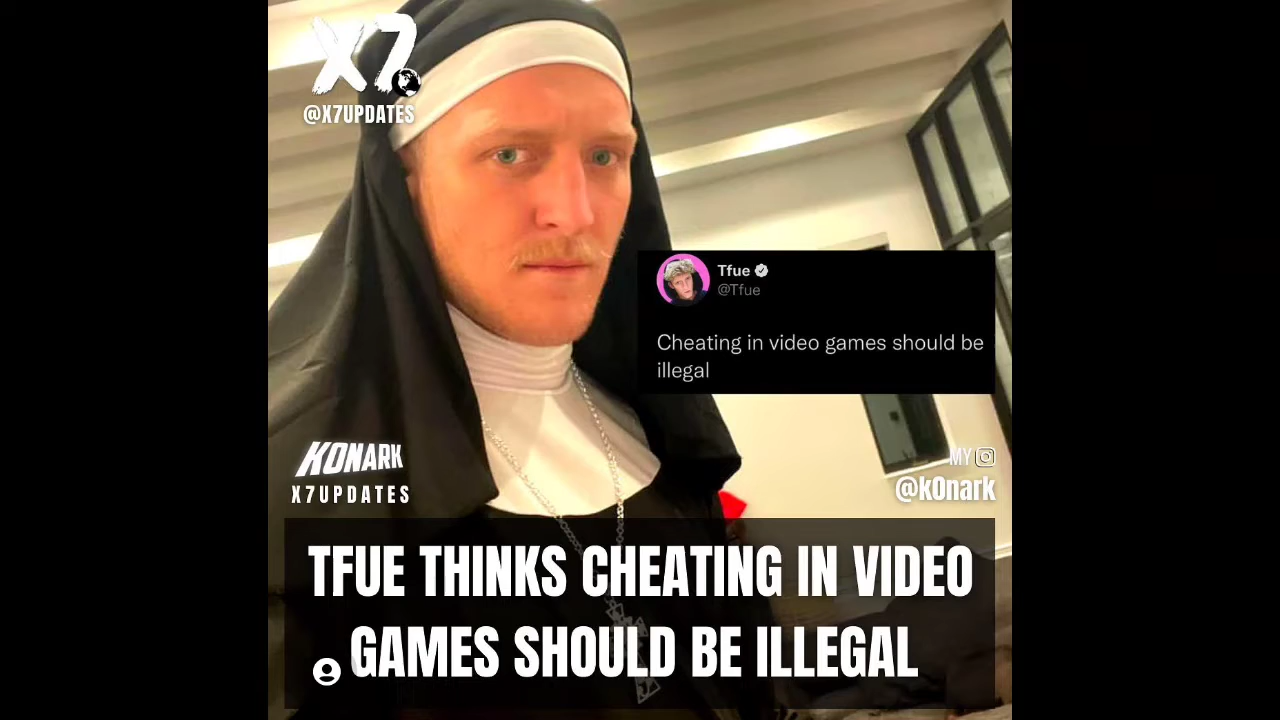 X7
@X7UPDATES
Tfue
@Tfue
Cheating in video games should be
illegal
KONARK
X7UPDATES
MY
@k0nark
TFUE THINKS CHEATING IN VIDEO
GAMES SHOULD BE ILLEGAL